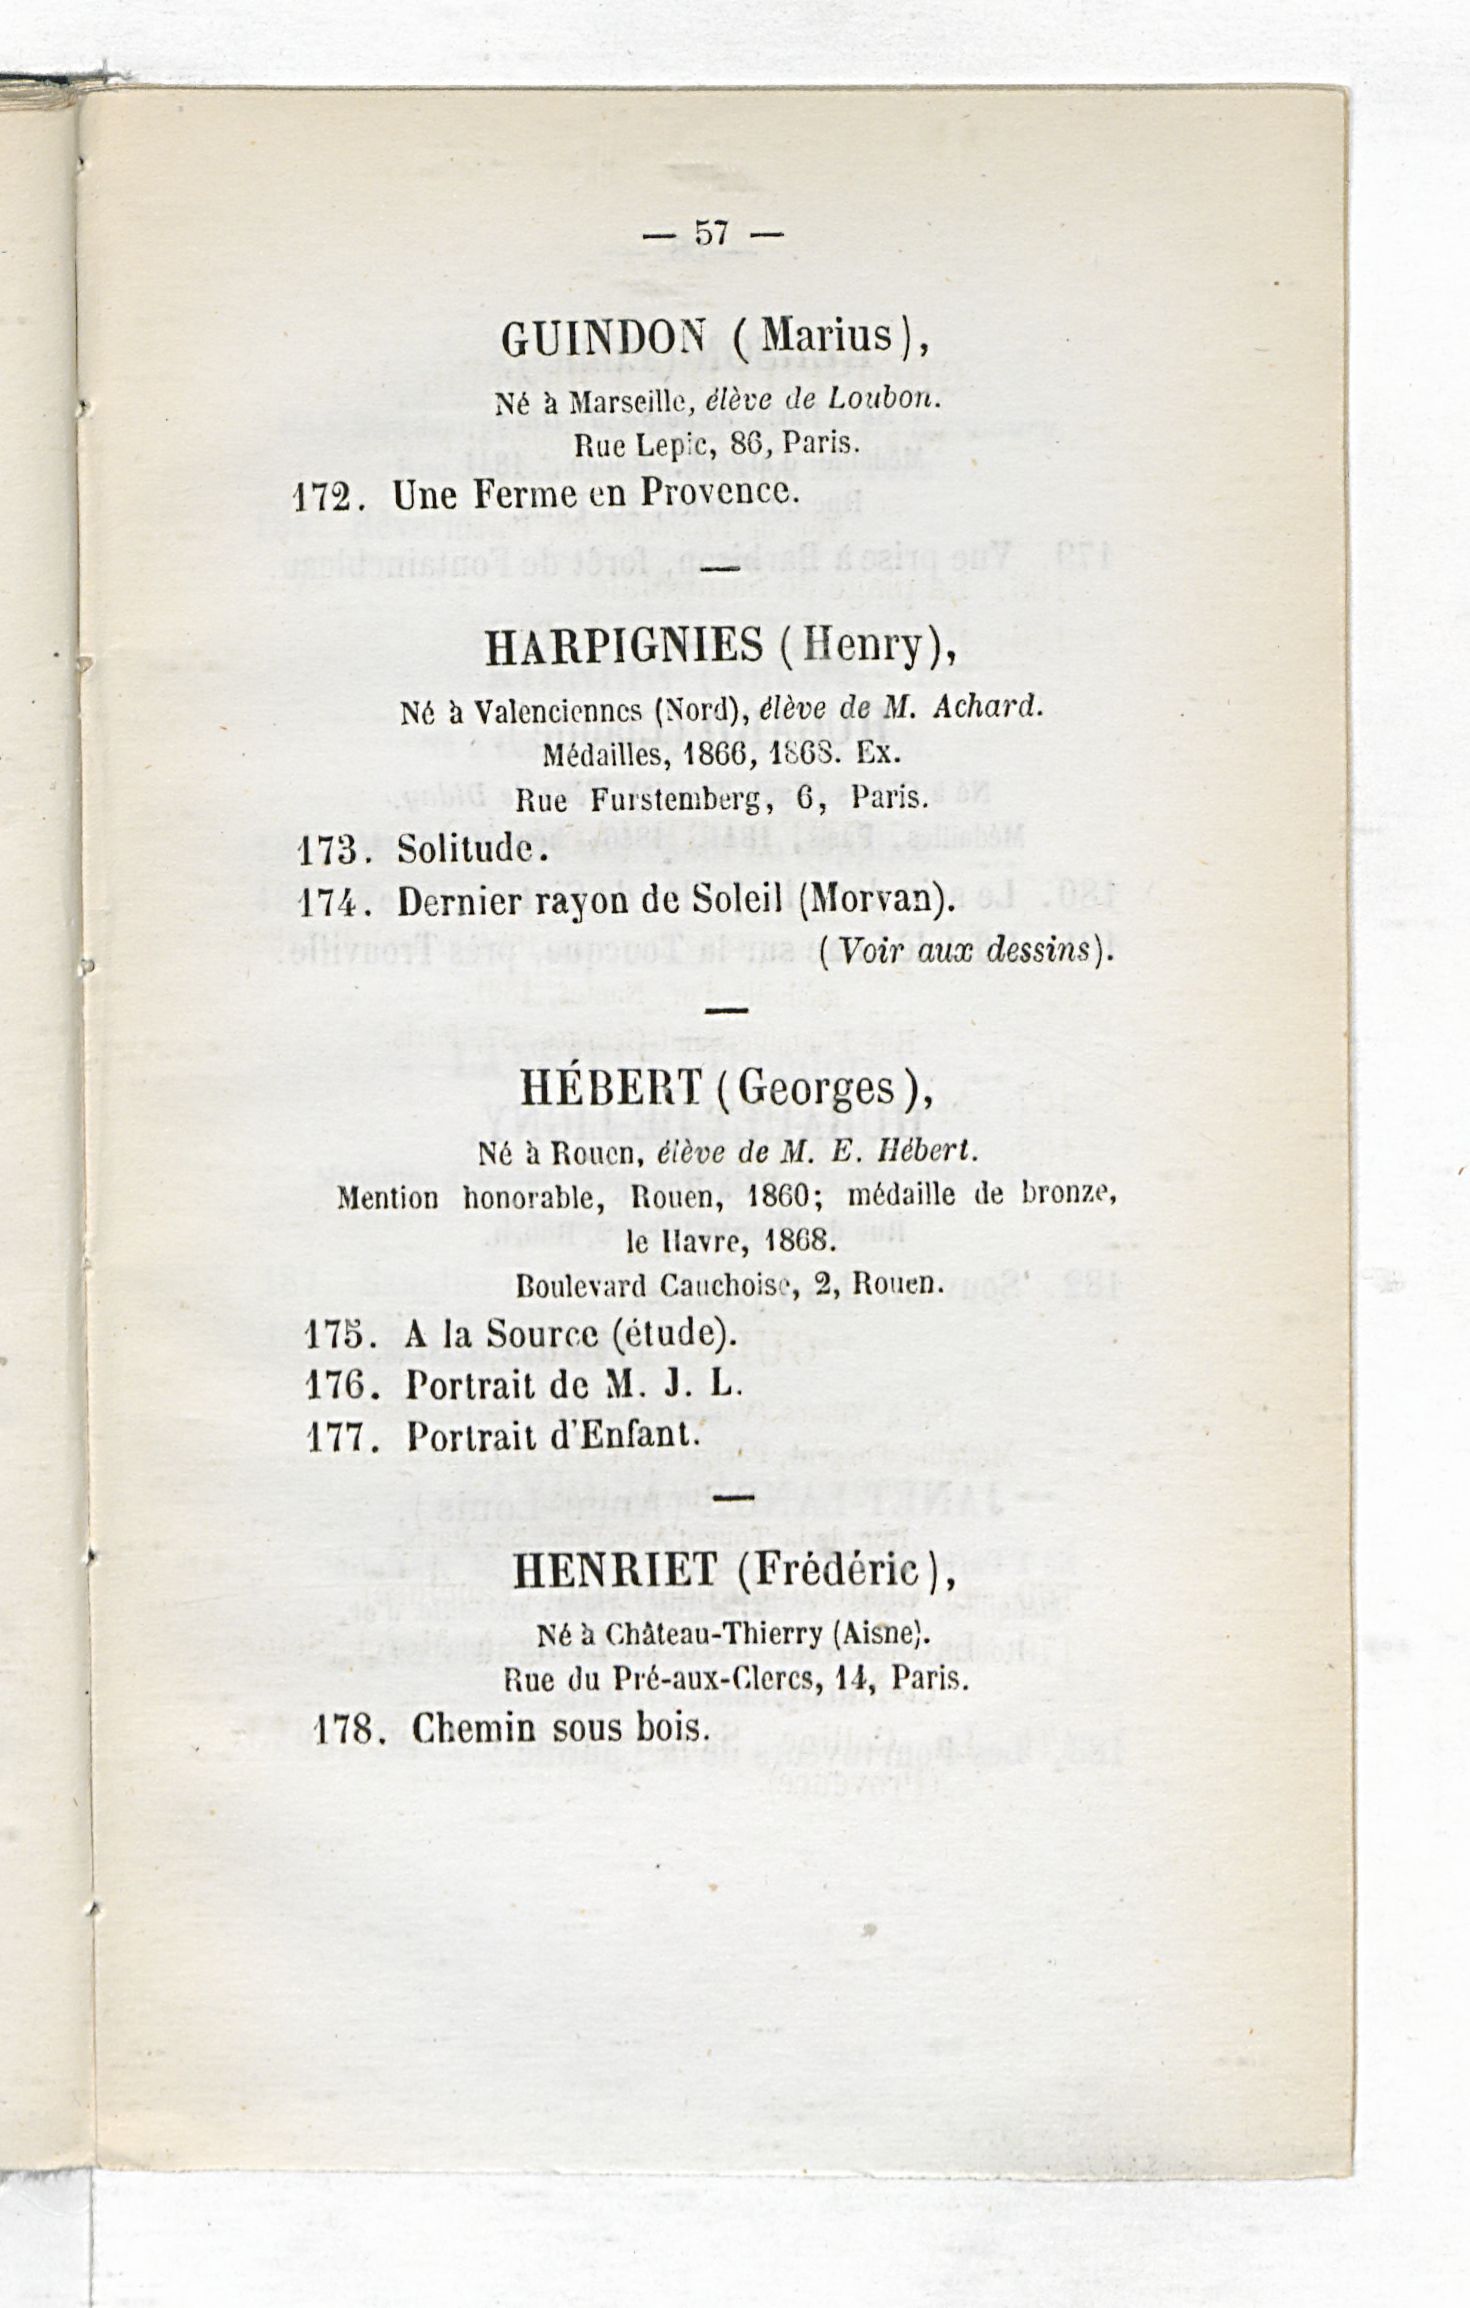 — 57 —
GUINDON (Marius),
Né à Marseille, élève de Loubon.
Rue Lepic, 86, Paris.
172. Une Ferme en Provence.
—
HARPIGNIES (Henry),
Né à Valenciennes (Nord), élève de M. Achard.
Médailles, 1866, 1868. Ex.
Rue Furstemberg, 6, Paris.
173. Solitude.
174. Dernier rayon de Soleil (Morvan).
(Voir aux dessins).
—
HÉBERT (Georges),
Né à Rouen, élève de M. E. Hébert.
Mention honorable, Rouen, 1860; médaille de bronze,
le Havre, 1868.
Boulevard Cauchoise, 2, Rouen.
175. A la Source (étude).
176. Portrait de M. J. L.
177. Portrait d'Enfant.
—
HENRIET (Frédéric),
Né à Château-Thierry (Aisne).
Rue du Pré-aux-Clercs, 14, Paris.
178. Chemin sous bois.